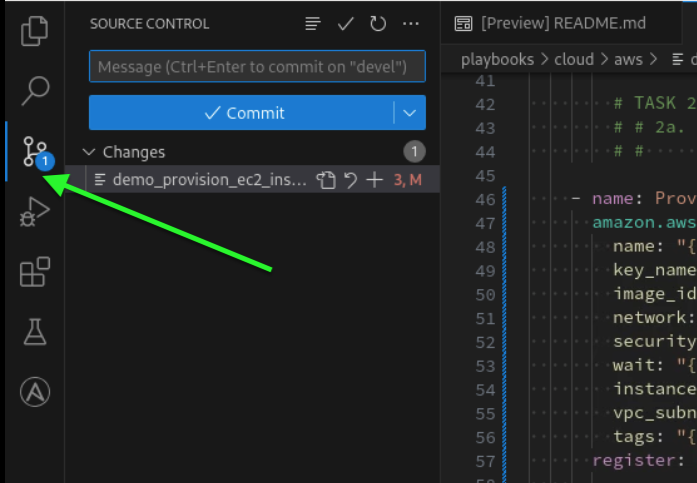 SOURCE CONTROL
[Preview] README.md
Message (Ctrl+Enter to commit on "devel")
playbooks > cloud > aws >
Commit
Changes
1
1
demo_provision_ec2_ins...
3, M
41
42 # TASK 2
43 # # 2a.
44 # #
45
46 - name: Prov
47 amazon.aws
48 name: "{
49 key_name
50 image_id
51 network:
52 security
53 wait: "{
54 instance
55 vpc_subn
56 tags: "{
57 register: